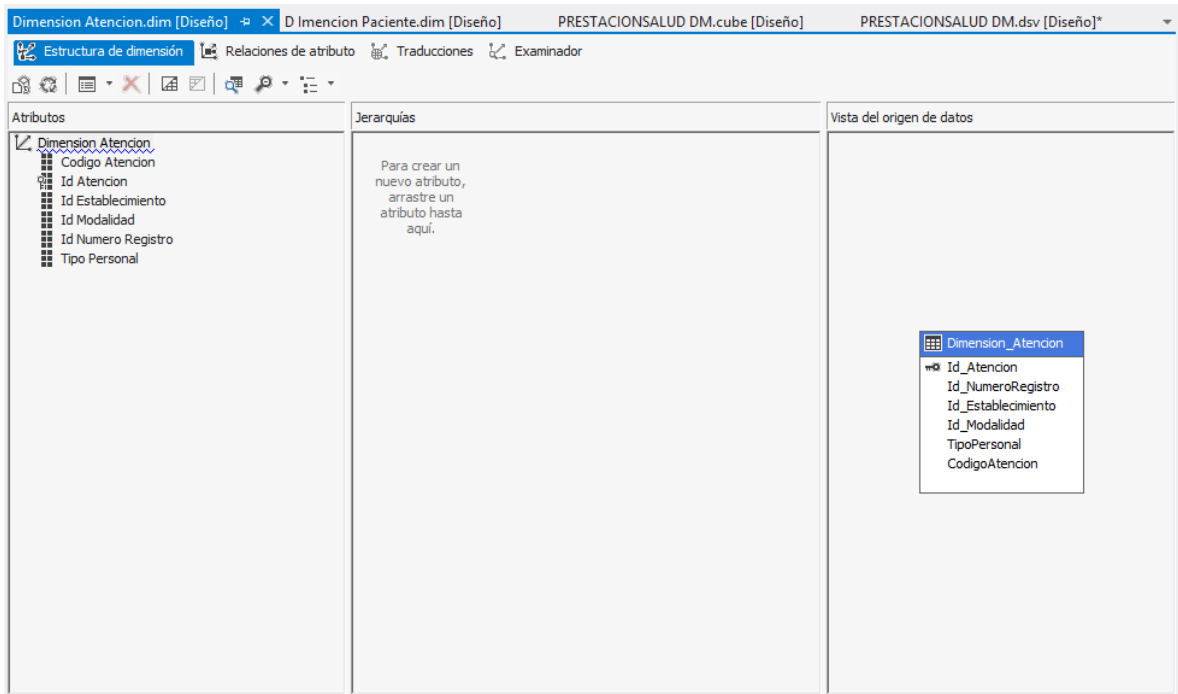 Dimension Atencion.dim [Diseño]
D Imencion Paciente.dim [Diseño]
PRESTACIONSALUD DM.cube [Diseño]
PRESTACIONSALUD DM.dsv [Diseño]*
Estructura de dimensión
Relaciones de atributo
Traducciones
Examinador
Atributos
Dimension Atencion
Codigo Atencion
Id Atencion
Id Establecimiento
Id Modalidad
Id Numero Registro
Tipo Personal
Jerarquías
Para crear un
nuevo atributo,
arrastre un
atributo hasta
aquí.
Vista del origen de datos
Dimension_Atencion
Id_Atencion
Id_NumeroRegistro
Id_Establecimiento
Id_Modalidad
TipoPersonal
CodigoAtencion